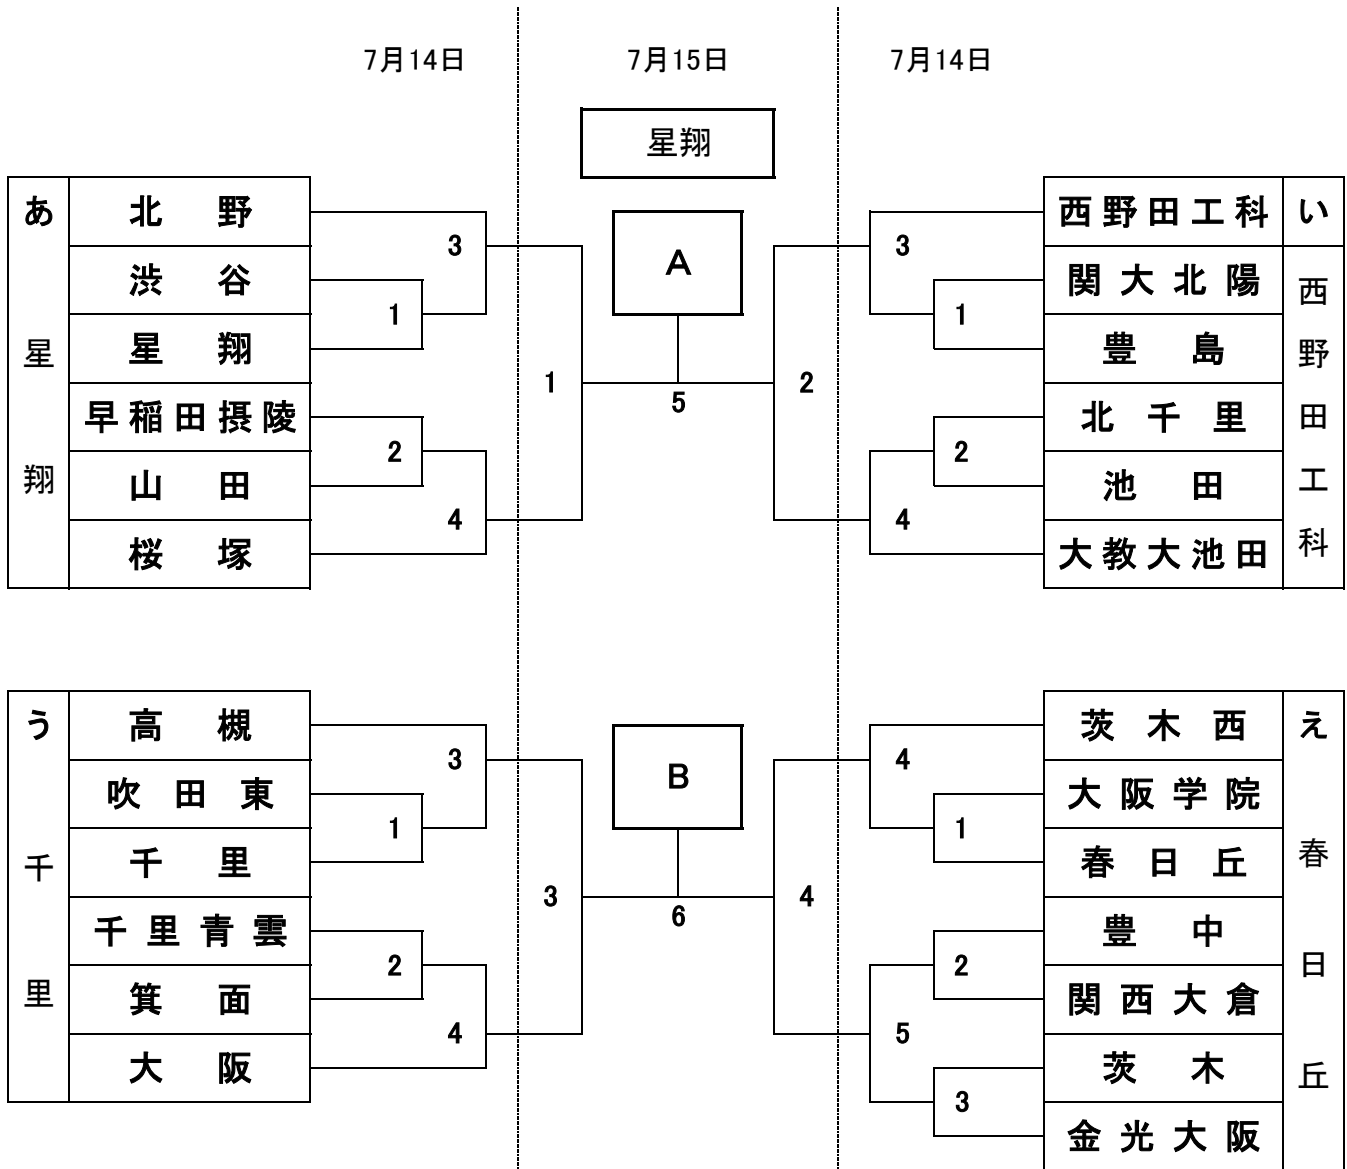 7月14日 7月15日 7月14日
星翔
あ 星翔
北野
渋谷
星翔
早稲田摂陵
山田
桜塚
1
2
3
4
1
A
5
2
西野田工科
関大北陽
豊島
北千里
池田
大教大池田
3
1
2
4
い 西野田工科
う 千里
高槻
吹田東
千里
千里青雲
箕面
大阪
3
1
2
4
3
B
6
4
茨木西
大阪学院
春日丘
豊中
関西大倉
茨木
金光大阪
4
1
2
5
3
え 春日丘